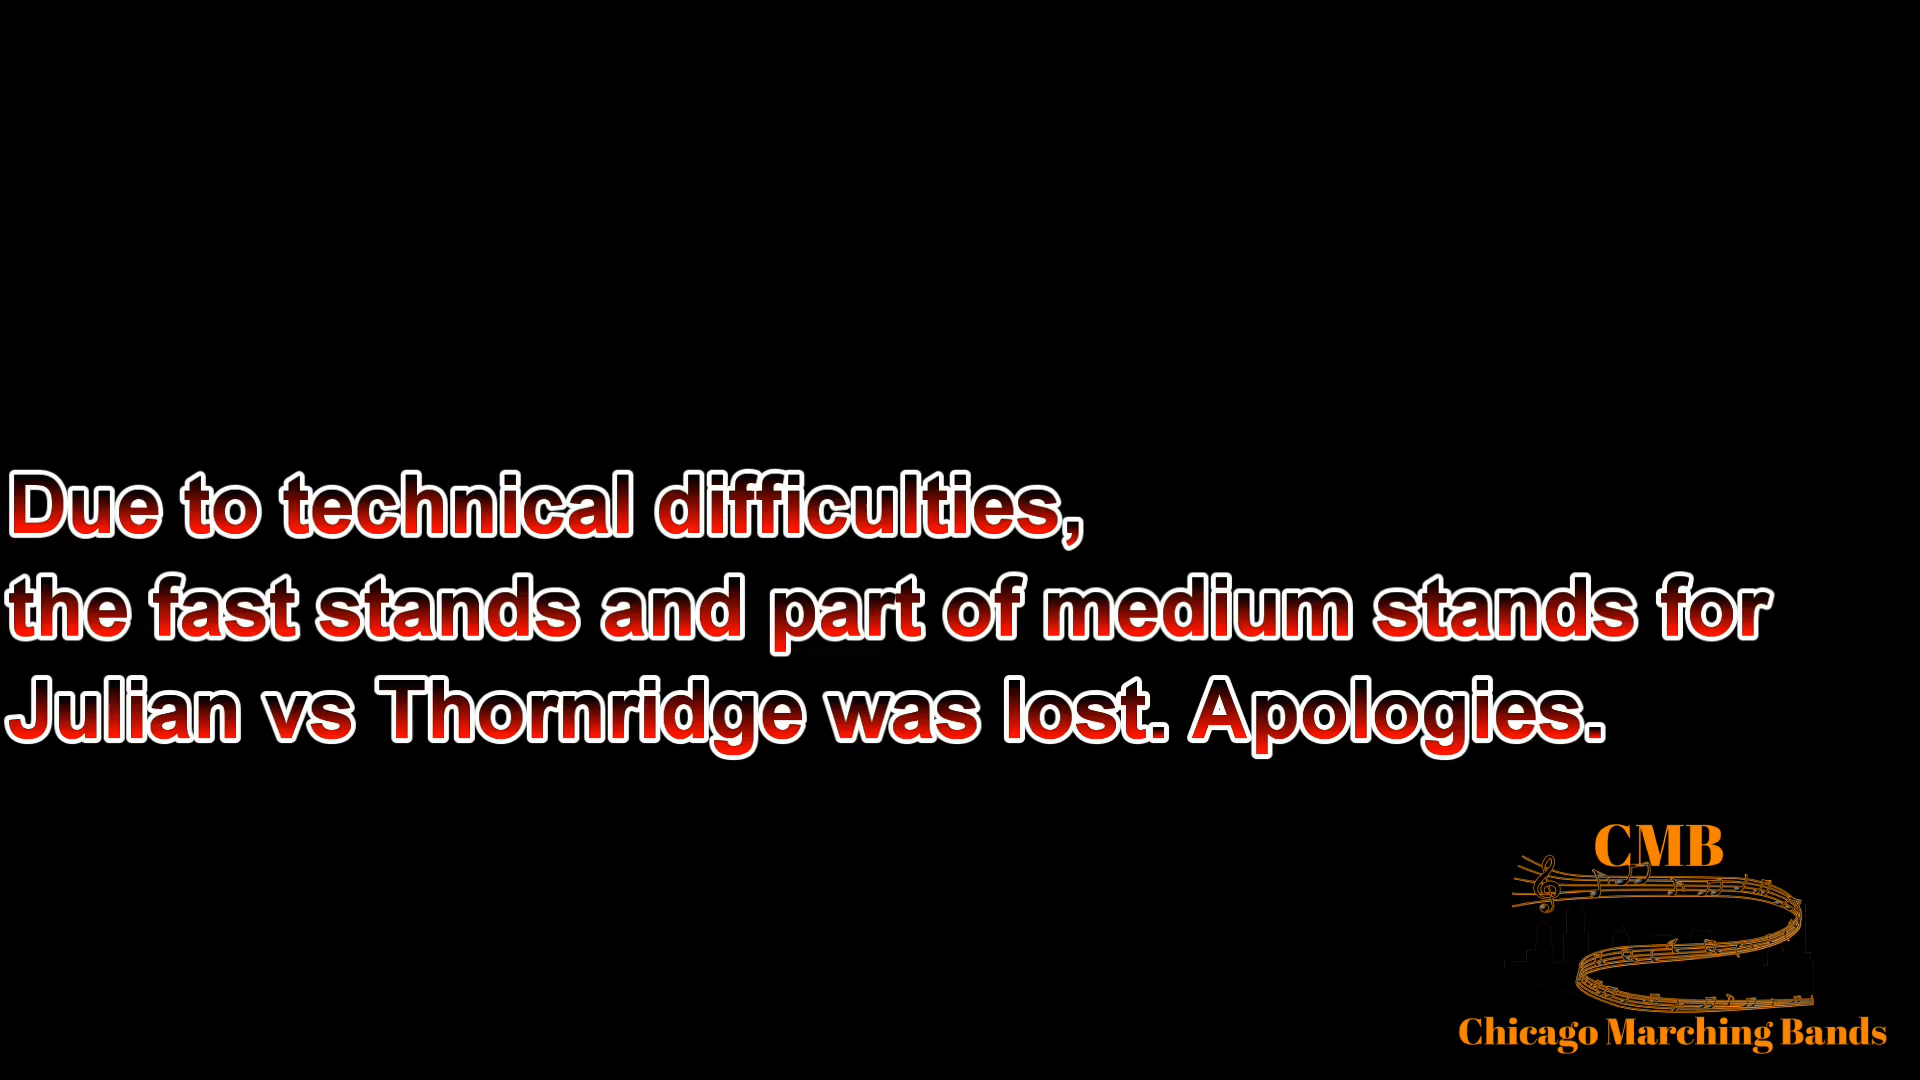 Due to technical difficulties,
the fast stands and part of medium stands for
Julian vs Thornridge was lost. Apologies.
CMB
Chicago Marching Bands